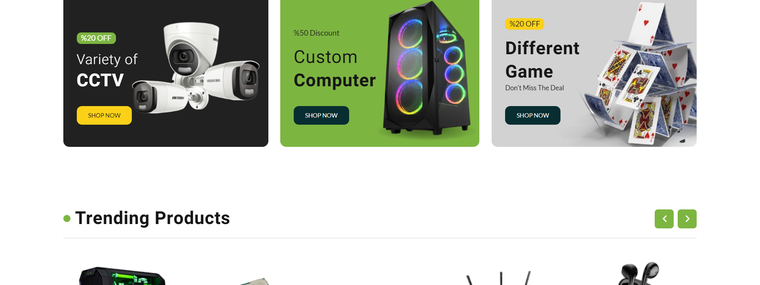 %20 OFF
Variety of
CCTV
SHOP NOW
%50 Discount
Custom
Computer
SHOP NOW
%20 OFF
Different
Game
Don't Miss The Deal
SHOP NOW
Trending Products